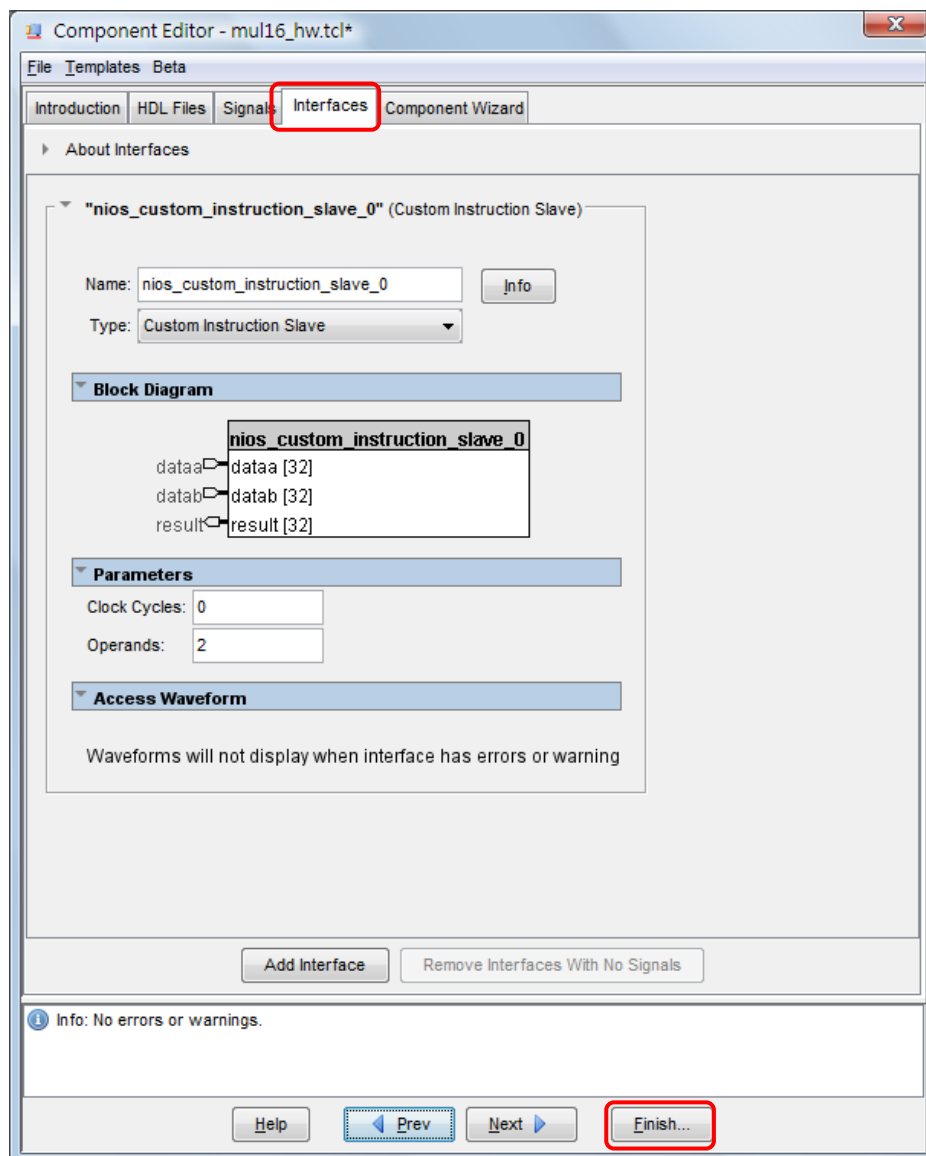 Component Editor - mul16_hw.tcl*
File Templates Beta
Introduction HDL Files Signals Interfaces Component Wizard
About Interfaces
"nios_custom_instruction_slave_0" (Custom Instruction Slave)
Name: nios_custom_instruction_slave_0 Info
Type: Custom Instruction Slave
Block Diagram
nios_custom_instruction_slave_0
dataa dataa [32]
datab datab [32]
result result [32]
Parameters
Clock Cycles: 0
Operands: 2
Access Waveform
Waveforms will not display when interface has errors or warning
Add Interface Remove Interfaces With No Signals
Info: No errors or warnings.
Help Prev Next Finish...